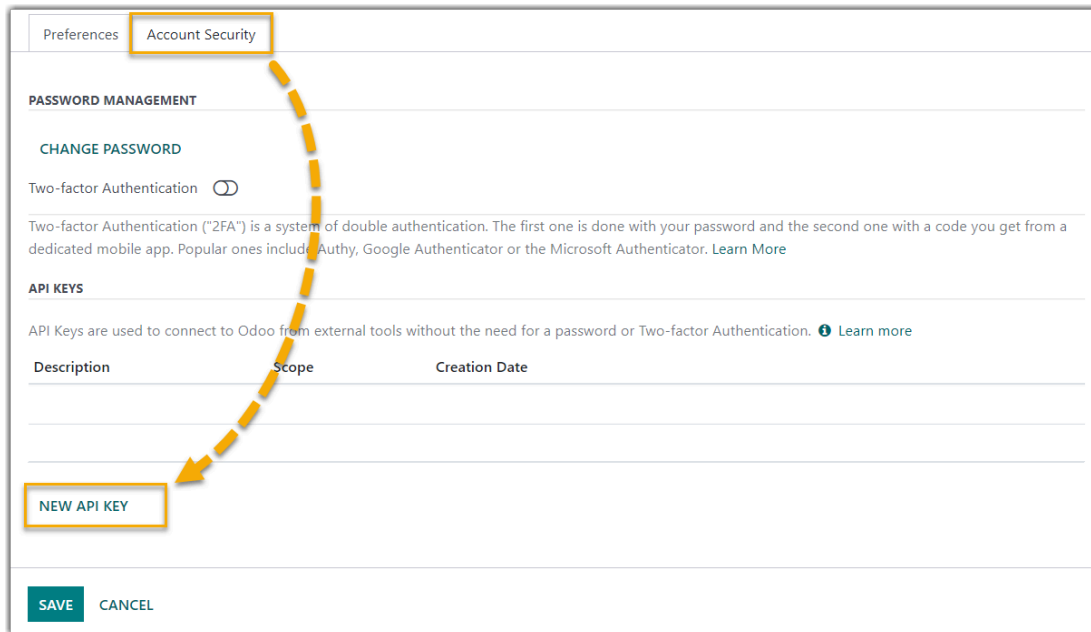 Preferences Account Security
PASSWORD MANAGEMENT
CHANGE PASSWORD
Two-factor Authentication
Two-factor Authentication ("2FA") is a system of double authentication. The first one is done with your password and the second one with a code you get from a
dedicated mobile app. Popular ones include Authy, Google Authenticator or the Microsoft Authenticator. Learn More
API KEYS
API Keys are used to connect to Odoo from external tools without the need for a password or Two-factor Authentication. Learn more
Description Scope Creation Date
NEW API KEY
SAVE CANCEL